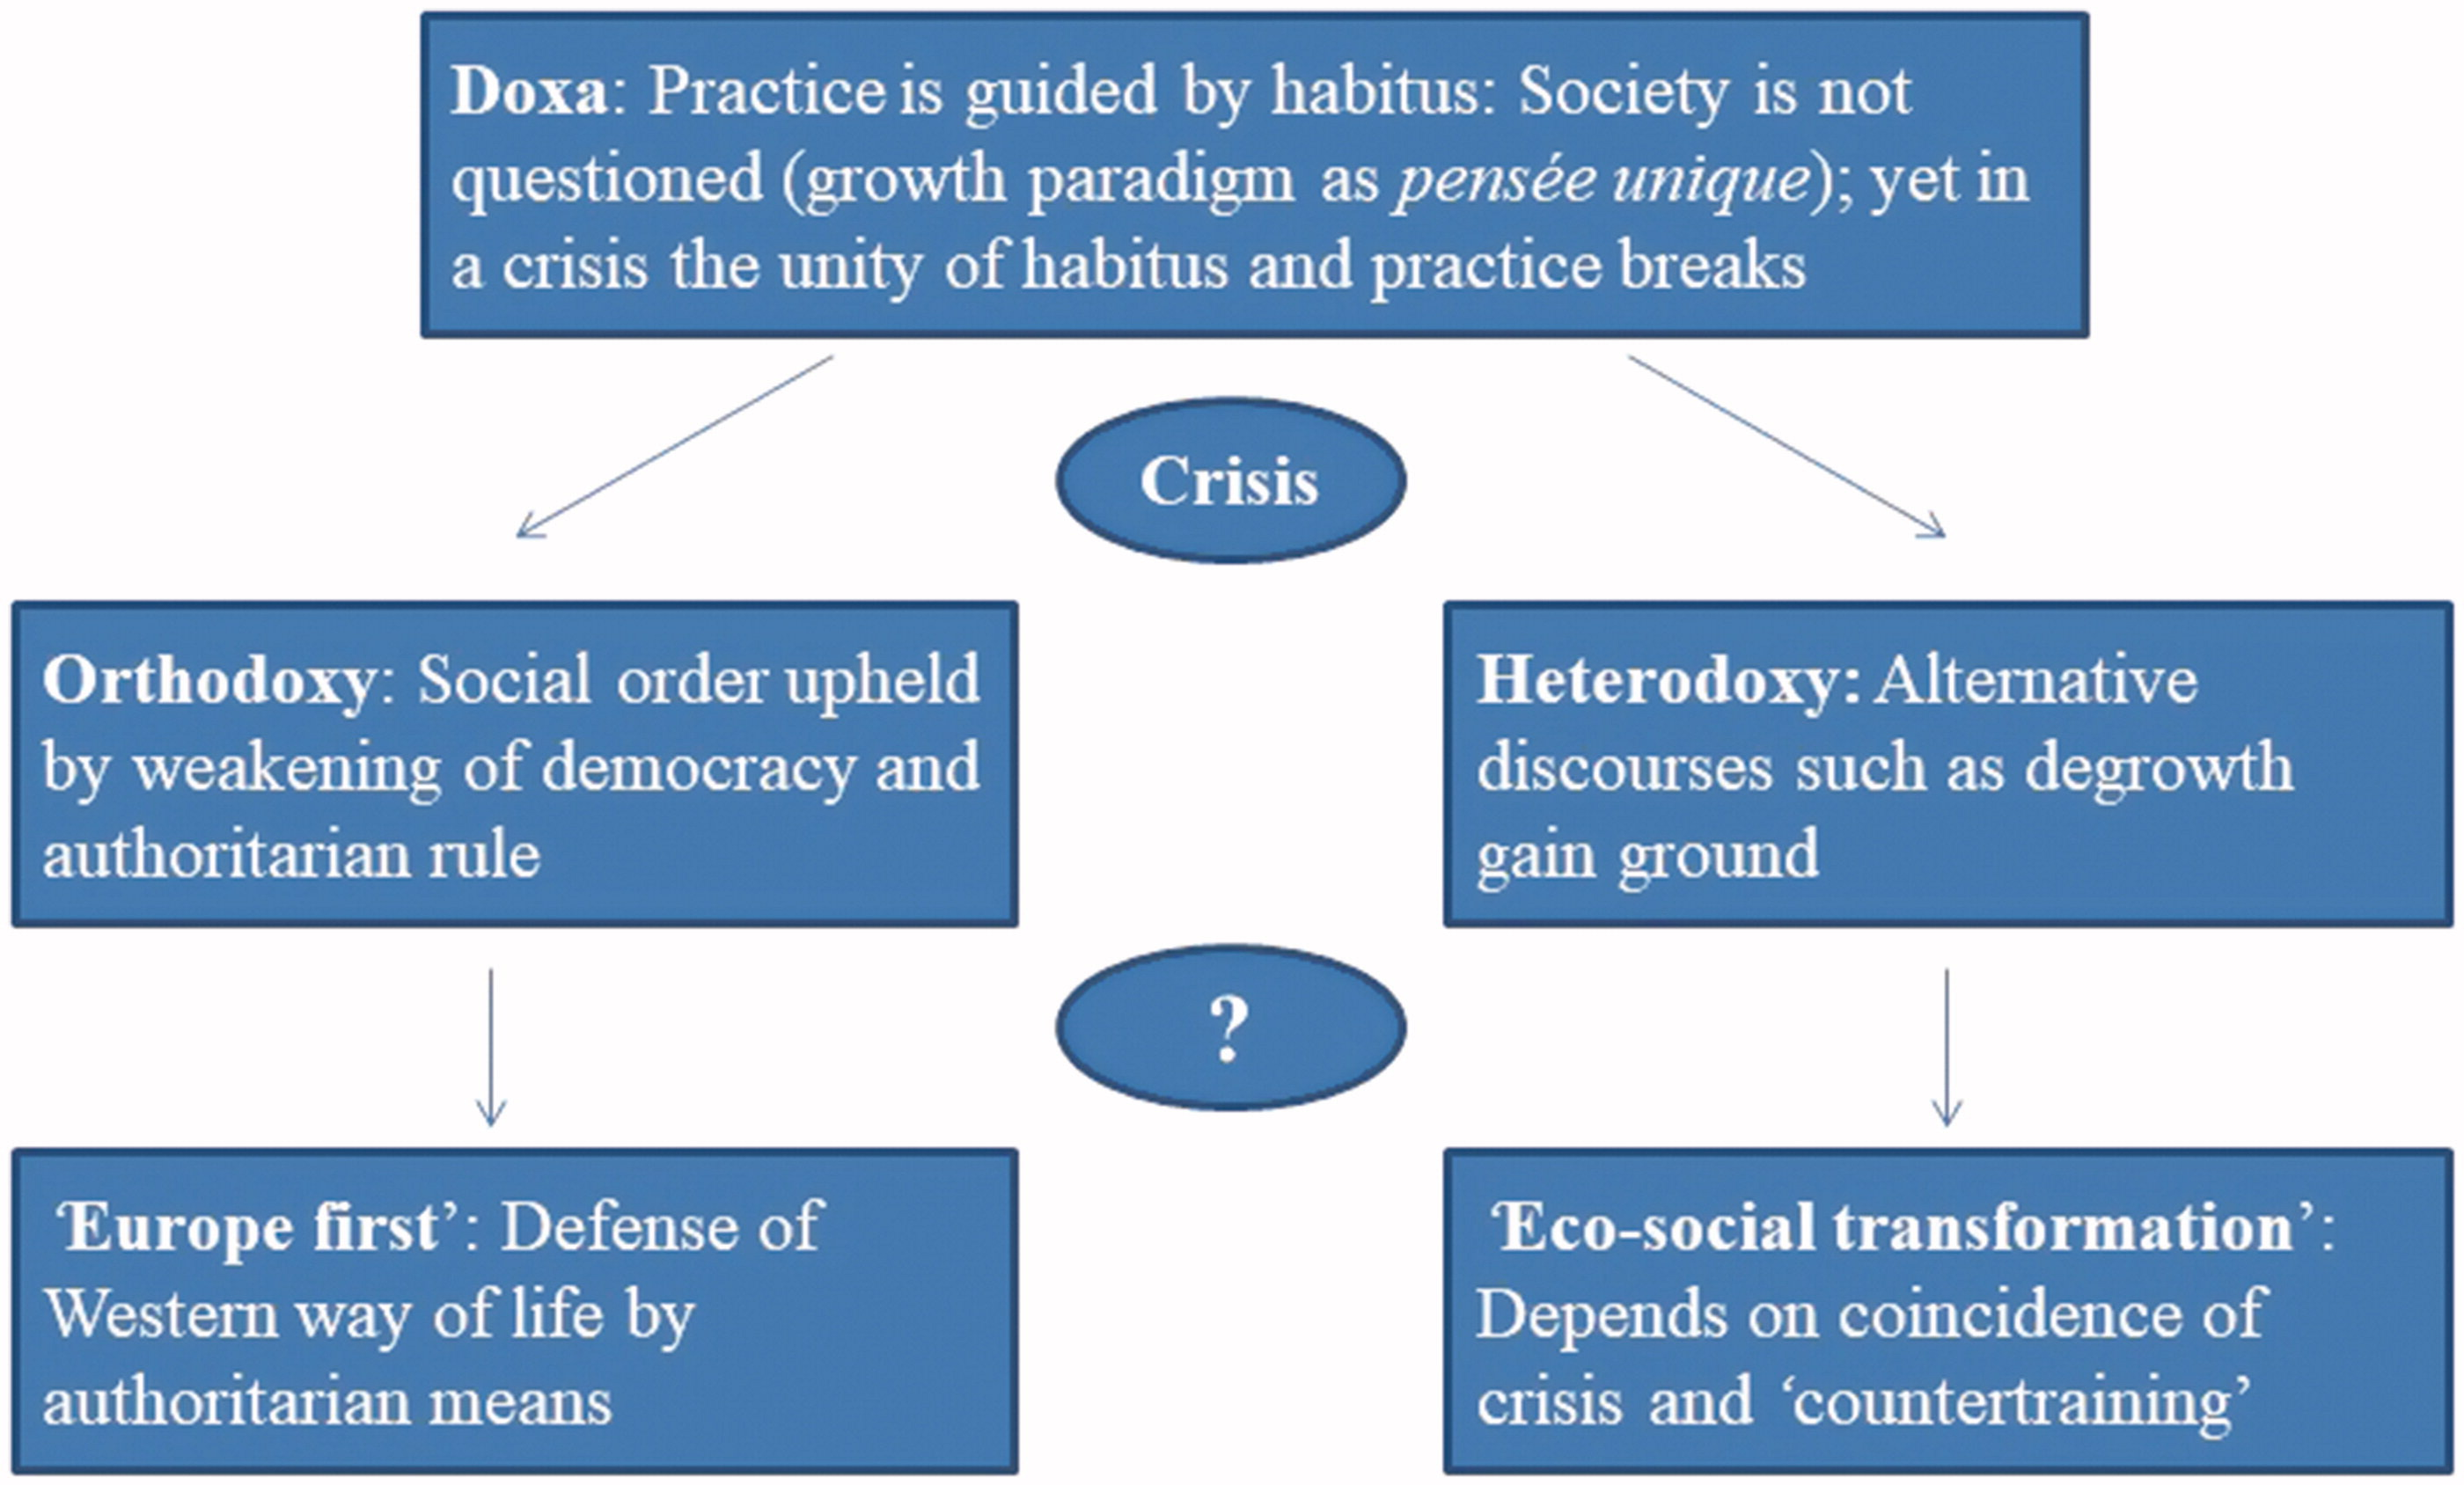 Doxa: Practice is guided by habitus: Society is not
questioned (growth paradigm as pensée unique); yet in
a crisis the unity of habitus and practice breaks
Crisis
Orthodoxy: Social order upheld
by weakening of democracy and
authoritarian rule
Heterodoxy: Alternative
discourses such as degrowth
gain ground
?
‘Europe first’: Defense of
Western way of life by
authoritarian means
‘Eco-social transformation’:
Depends on coincidence of
crisis and ‘countertraining’